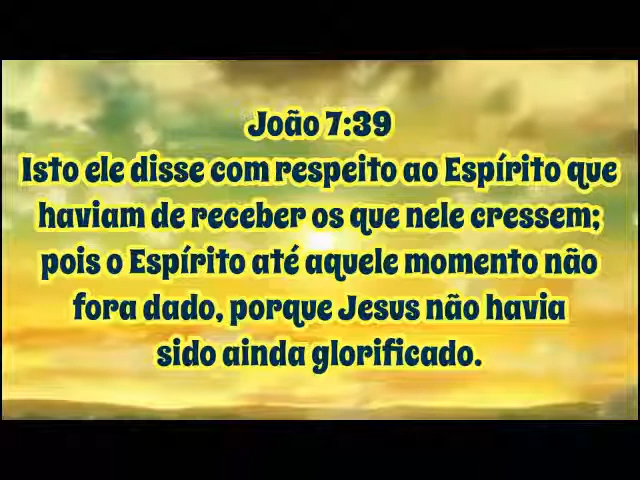 João 7:39
Isto ele disse com respeito ao Espírito que
haviam de receber os que nele cressem;
pois o Espírito até aquele momento não
fora dado, porque Jesus não havia
sido ainda glorificado.